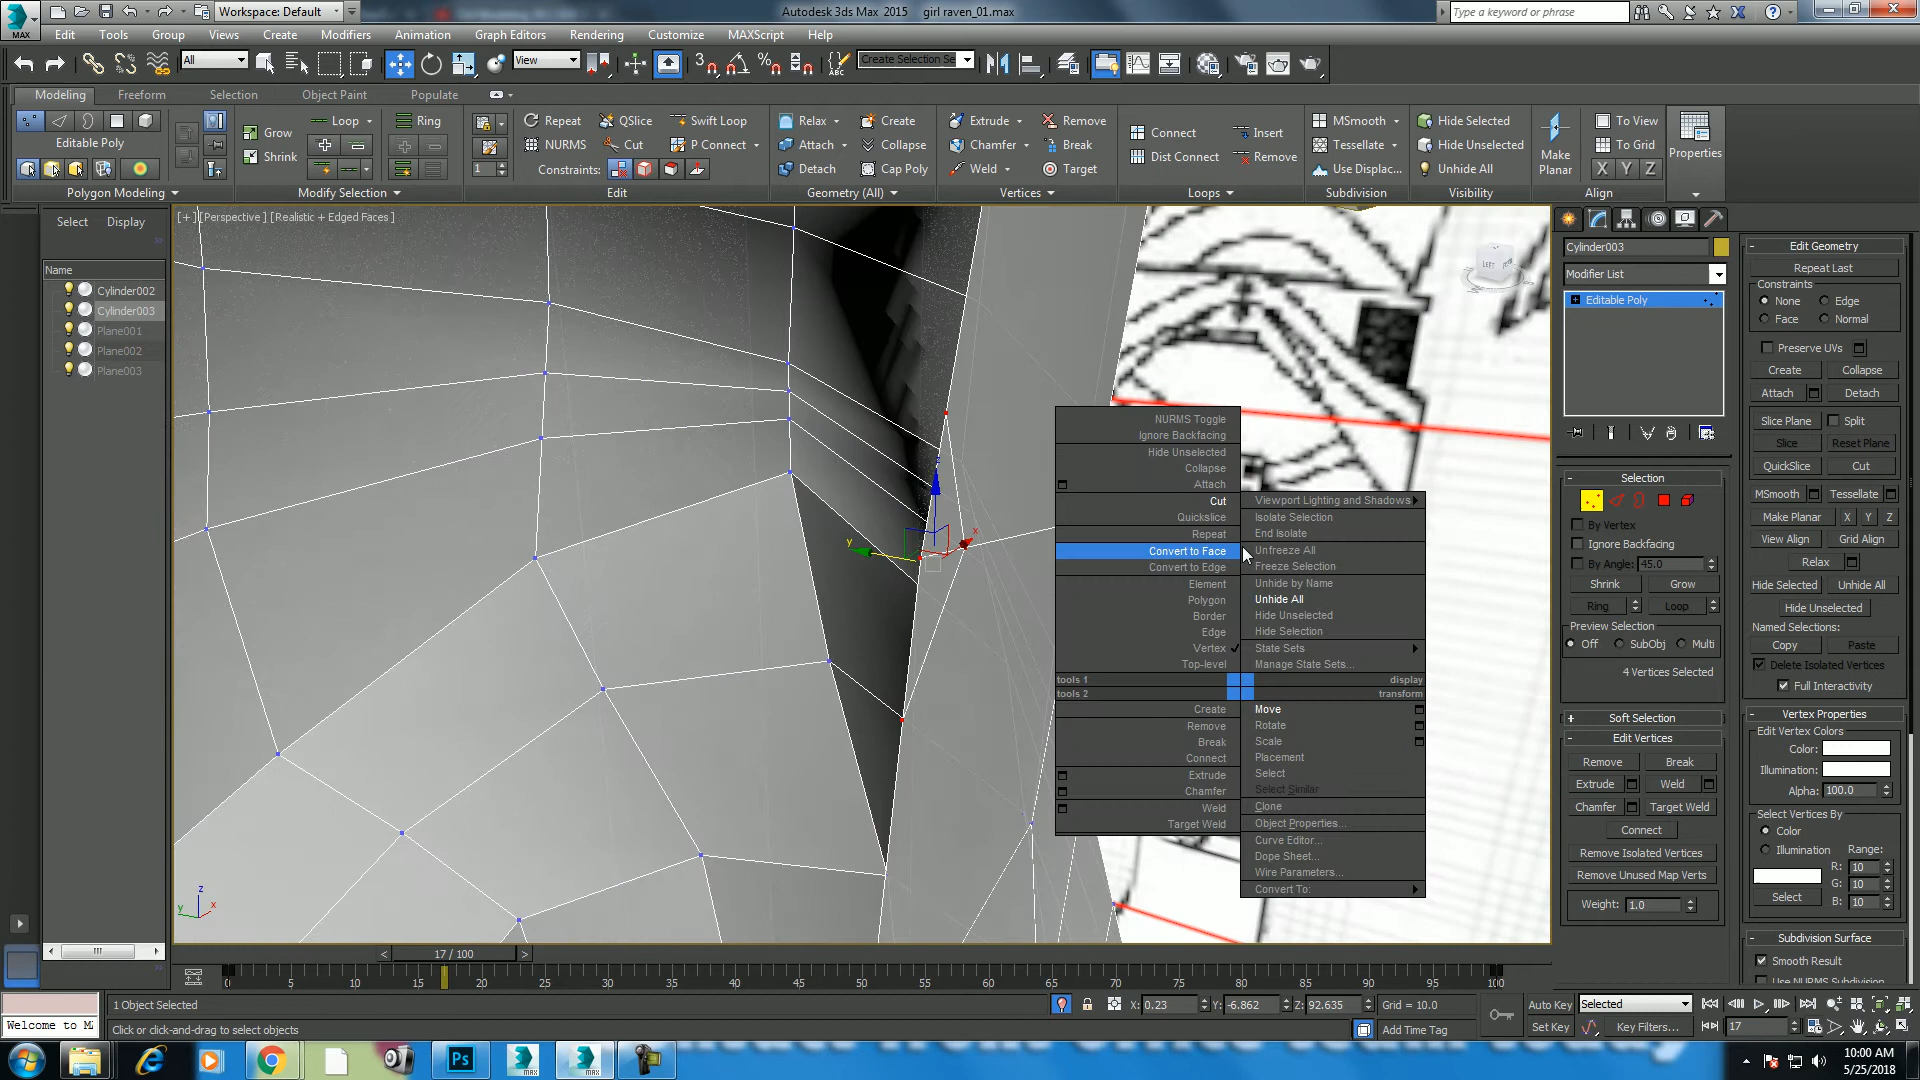 Workspace: Default
Autodesk 3ds Max 2015    girl raven_01.max
Type a keyword or phrase
MAX
Edit Tools Group Views Create Modifiers Animation Graph Editors Rendering Customize MAXScript Help
All
View
Create Selection Se
Modeling Freeform Selection Object Paint Populate
Editable Poly
Polygon Modeling
Grow
Shrink
Loop
Ring
Modify Selection
Repeat QSlice Swift Loop
NURMS Cut P Connect
1 Constraints:
Edit
Relax Create
Attach Collapse
Detach Cap Poly
Geometry (All)
Extrude Remove
Chamfer Break
Weld Target
Vertices
Connect Insert
Dist Connect Remove
Loops
MSmooth
Tessellate
Use Displac...
Subdivision
Hide Selected
Hide Unselected
Unhide All
Visibility
Make Planar
To View
To Grid
X Y Z
Align
Properties
Select Display
Name
Cylinder002
Cylinder003
Plane001
Plane002
Plane003
[+] [Perspective ] [Realistic + Edged Faces ]
LEFT
NURMS Toggle
Ignore Backfacing
Hide Unselected
Collapse
Attach
Cut
Quickslice
Repeat
Convert to Face
Convert to Edge
Element
Polygon
Border
Edge
Vertex
Top-level
tools 1
tools 2
Create
Remove
Break
Connect
Extrude
Chamfer
Weld
Target Weld
Viewport Lighting and Shadows
Isolate Selection
End Isolate
Unfreeze All
Freeze Selection
Unhide by Name
Unhide All
Hide Unselected
Hide Selection
State Sets
Manage State Sets...
display
transform
Move
Rotate
Scale
Placement
Select
Select Similar
Clone
Object Properties...
Curve Editor...
Dope Sheet...
Wire Parameters...
Convert To:
Cylinder003
Modifier List
Editable Poly
Selection
By Vertex
Ignore Backfacing
By Angle: 45.0
Shrink Grow
Ring Loop
Preview Selection
Off SubObj Multi
4 Vertices Selected
Soft Selection
Edit Vertices
Remove Break
Extrude Weld
Chamfer Target Weld
Connect
Remove Isolated Vertices
Remove Unused Map Verts
Weight: 1.0
Edit Geometry
Repeat Last
Constraints
None Edge
Face Normal
Preserve UVs
Create Collapse
Attach Detach
Slice Plane Split
Slice Reset Plane
QuickSlice Cut
MSmooth Tessellate
Make Planar X Y Z
View Align Grid Align
Relax
Hide Selected Unhide All
Hide Unselected
Named Selections:
Copy Paste
Delete Isolated Vertices
Full Interactivity
Vertex Properties
Edit Vertex Colors
Color:
Illumination:
Alpha: 100.0
Select Vertices By
Color
Illumination Range:
R: 10
G: 10
Select B: 10
Subdivision Surface
Smooth Result
Use NURMS Subdivision
z
y x
y x
17 / 100
0 5 10 15 20 25 30 35 40 45 50 55 60 65 70 75 80 85 90 95 100
1 Object Selected
X: 0.23 Y: -6.862 Z: 92.635 Grid = 10.0
Auto Key Selected
Welcome to M
Click or click-and-drag to select objects
Add Time Tag
Set Key Key Filters... 17
Ps
MAX
MAX
10:00 AM
5/25/2018